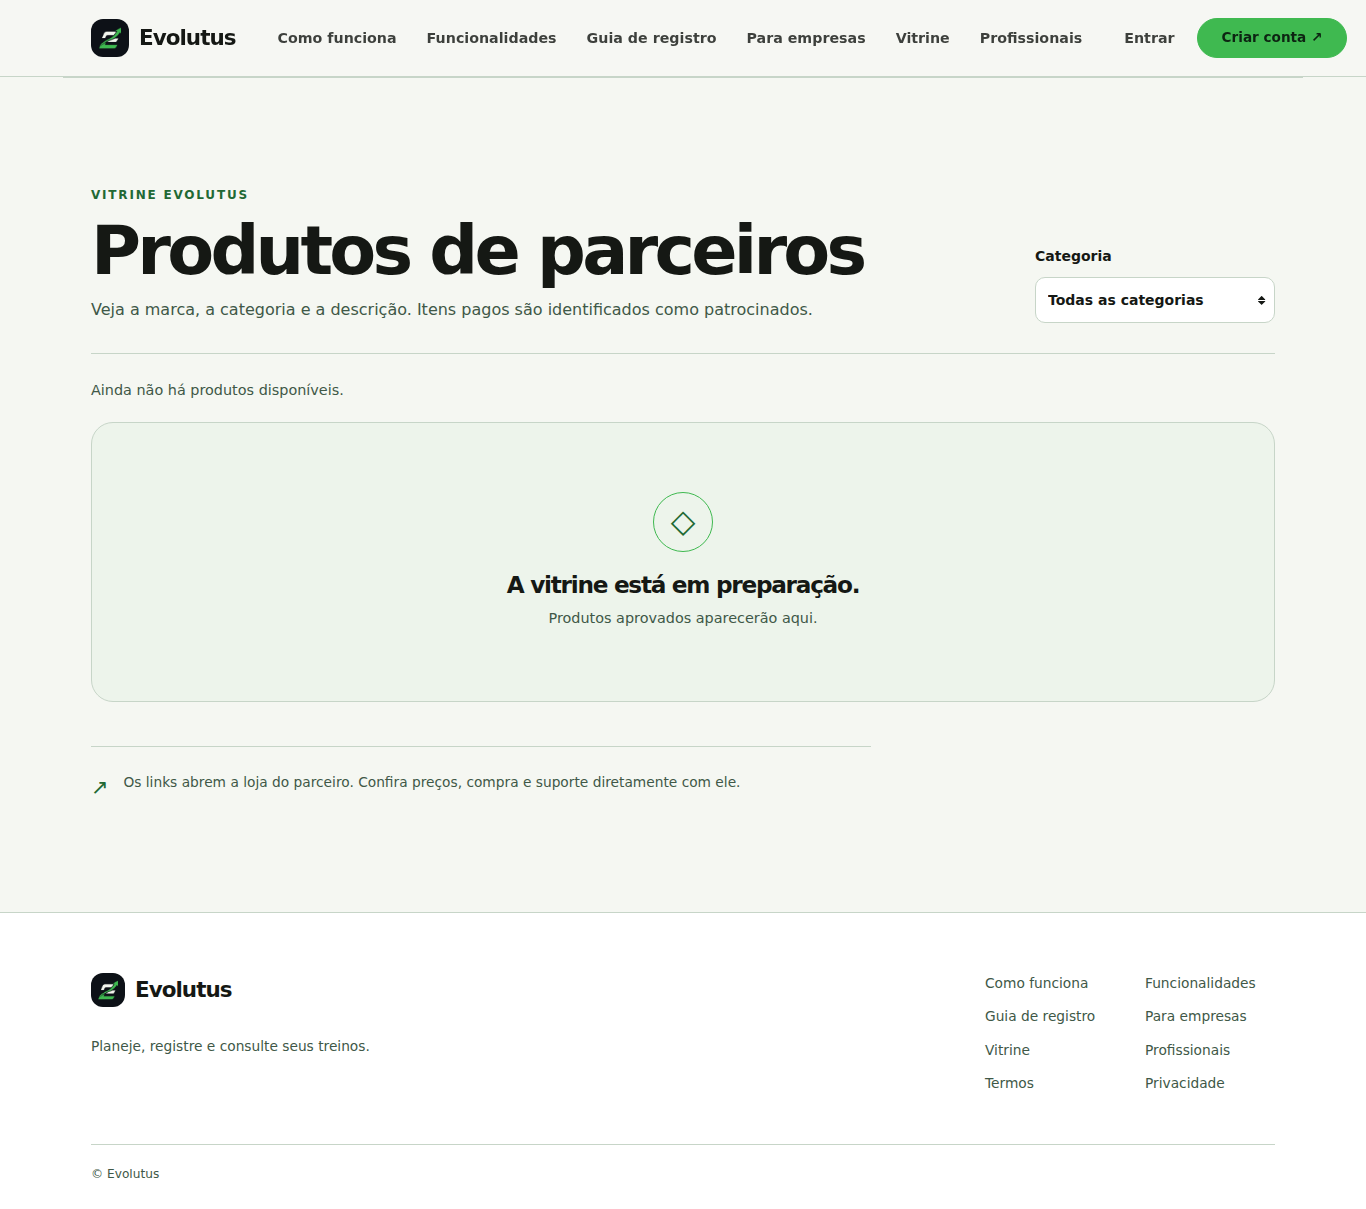 Evolutus
Como funciona
Funcionalidades
Guia de registro
Para empresas
Vitrine
Profissionais
Entrar
Criar conta ↗
VITRINE EVOLUTUS
Produtos de parceiros
Veja a marca, a categoria e a descrição. Itens pagos são identificados como patrocinados.
Categoria
Todas as categorias
Ainda não há produtos disponíveis.
A vitrine está em preparação.
Produtos aprovados aparecerão aqui.
↗ Os links abrem a loja do parceiro. Confira preços, compra e suporte diretamente com ele.
Evolutus
Planeje, registre e consulte seus treinos.
Como funciona
Funcionalidades
Guia de registro
Para empresas
Vitrine
Profissionais
Termos
Privacidade
© Evolutus